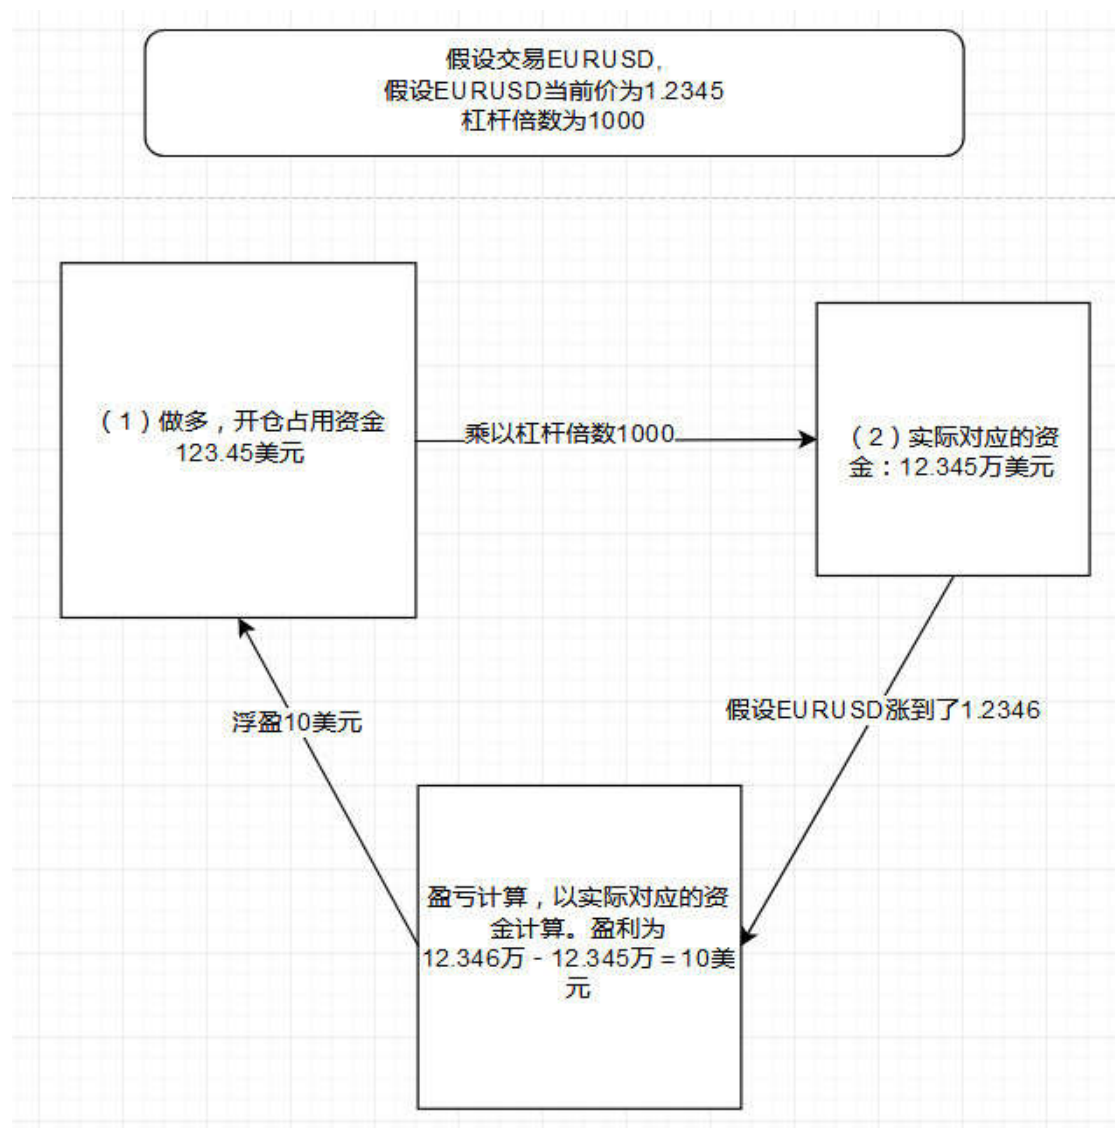 假设交易EURUSD,
假设EURUSD当前价为1.2345
杠杆倍数为1000
（1）做多，开仓占用资金
123.45美元
乘以杠杆倍数1000
（2）实际对应的资
金：12.345万美元
假设EURUSD涨到了1.2346
浮盈10美元
盈亏计算，以实际对应的资
金计算。盈利为
12.346万－12.345万＝10美
元